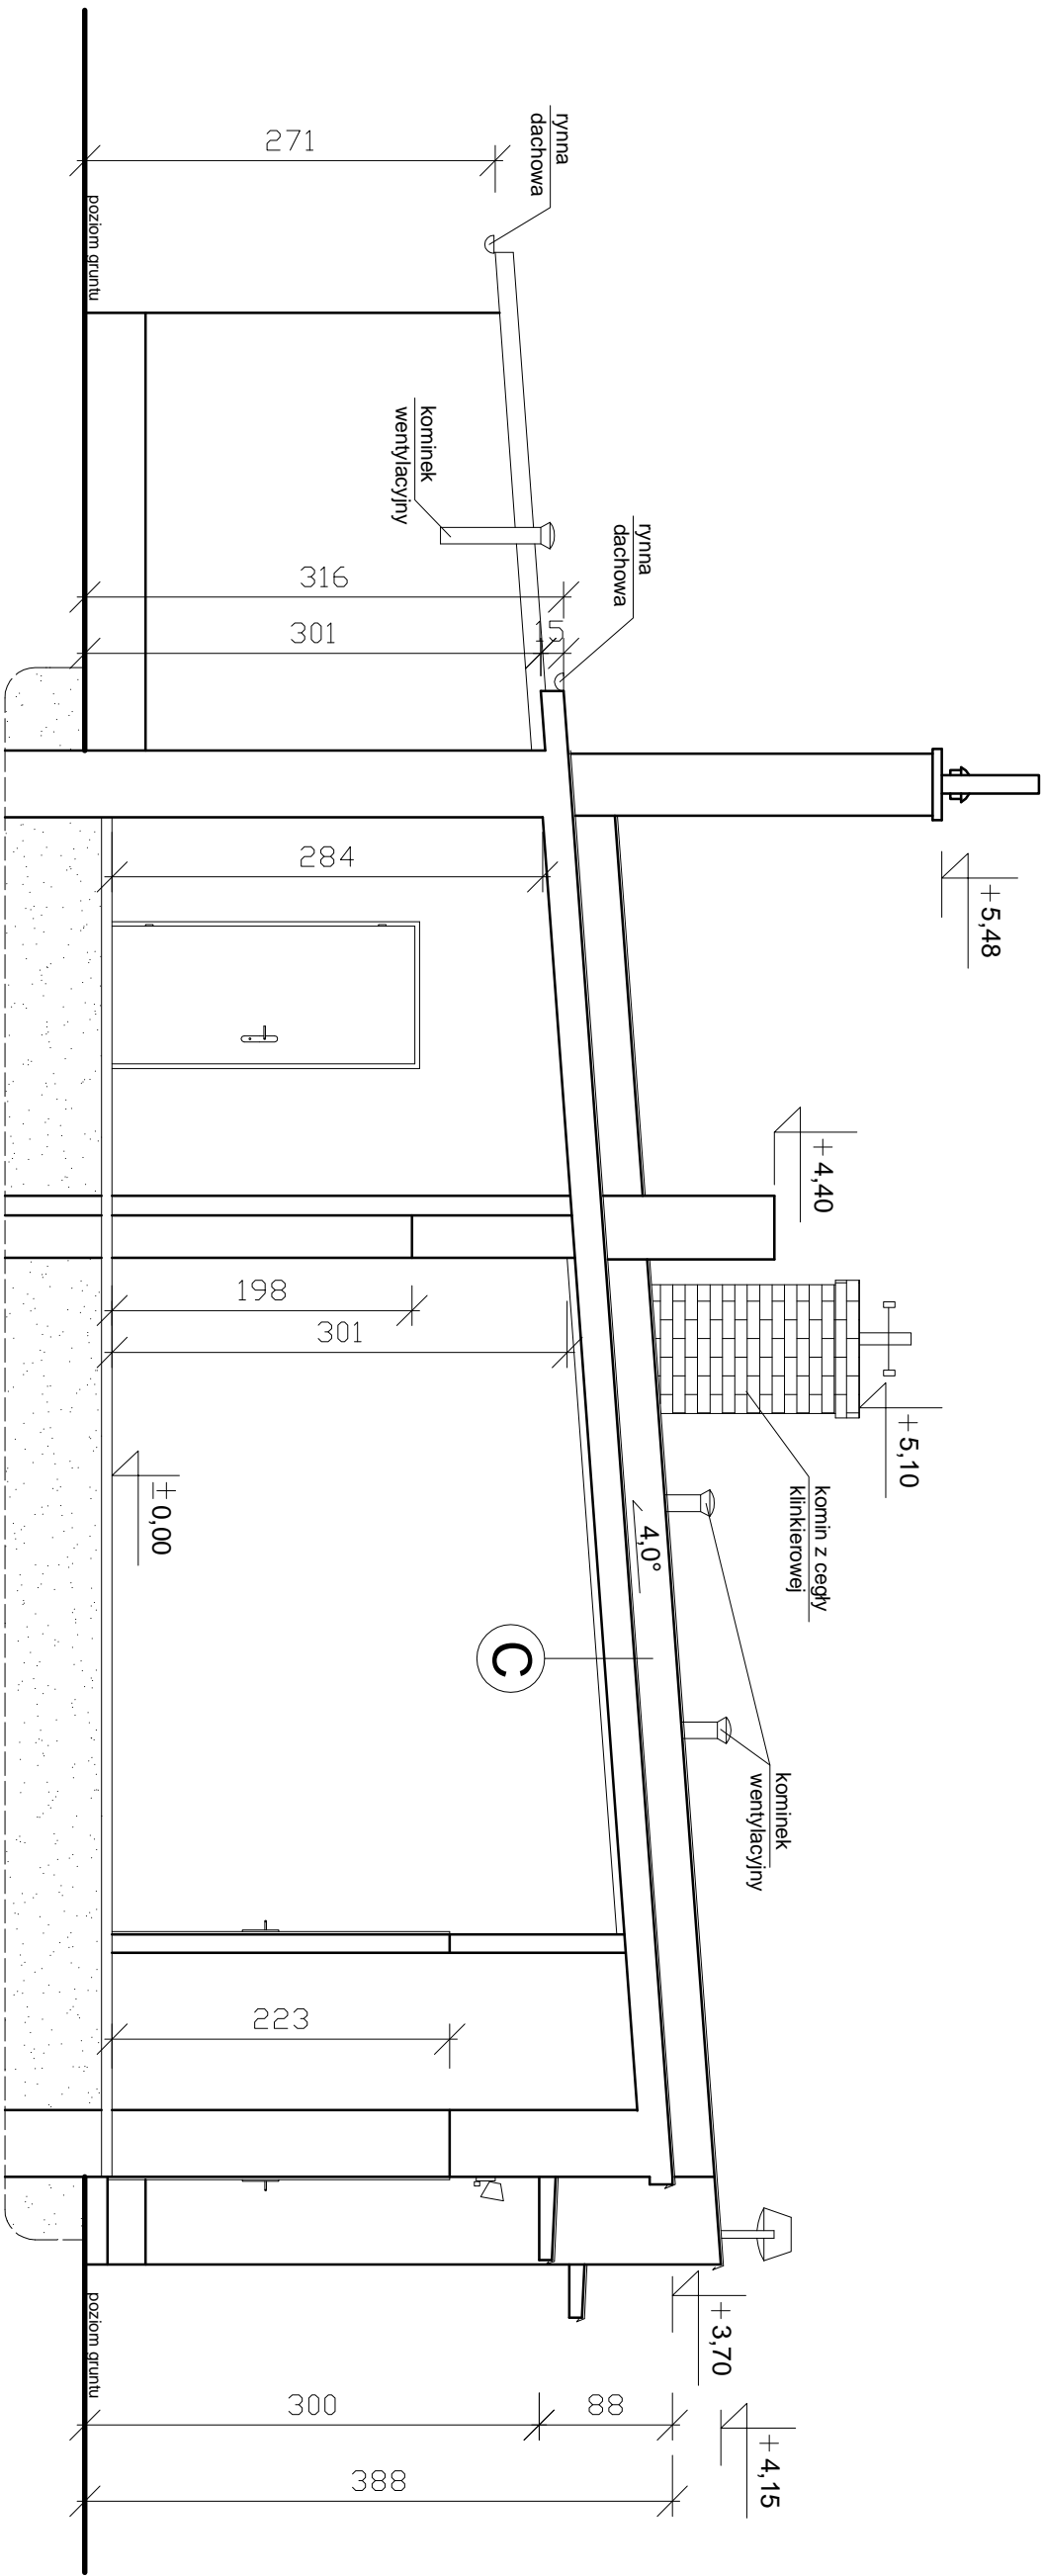 271
poziom gruntu
rynna
dachowa
kominek
wentylacyjny
316
301
15
rynna
dachowa
284
+5,48
+4,40
198
301
+5,10
komin z cegły
klinkierowej
±0,00
4,0°
C
kominek
wentylacyjny
223
poziom gruntu
+3,70
+4,15
300
88
388